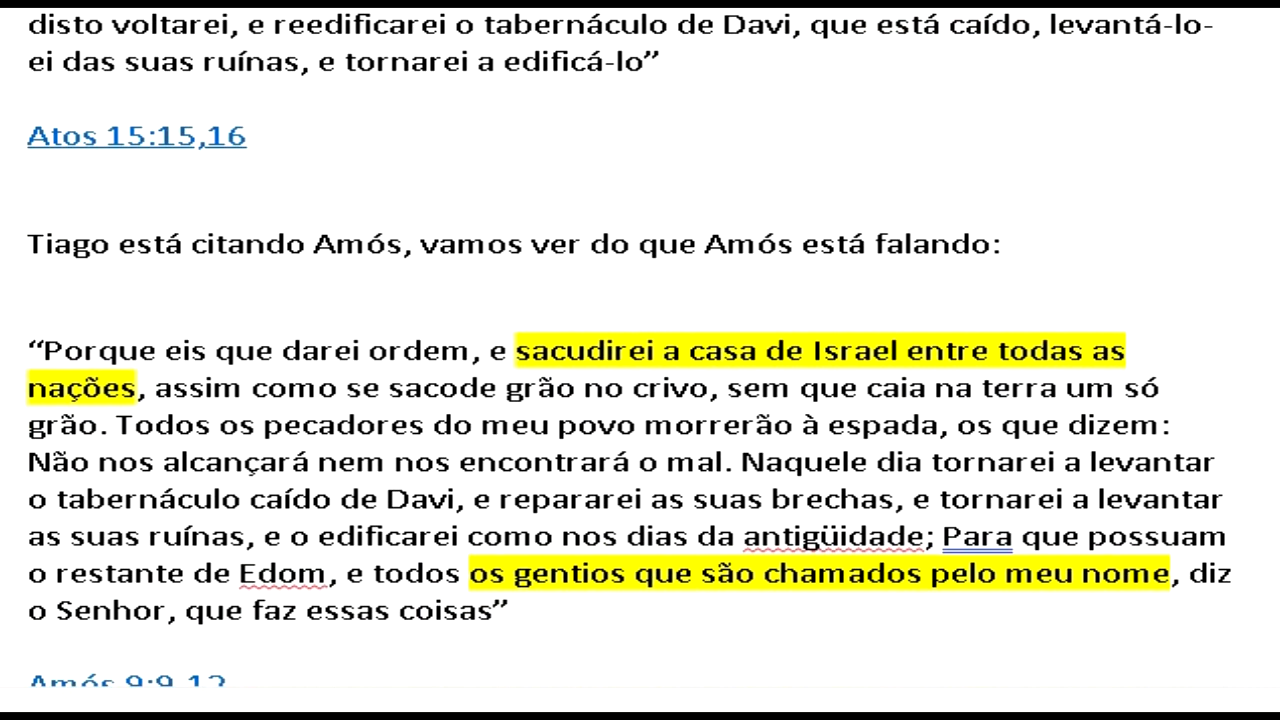 disto voltarei, e reedificarei o tabernáculo de Davi, que está caído, levantá-lo-
ei das suas ruínas, e tornarei a edificá-lo”
Atos 15:15,16
Tiago está citando Amós, vamos ver do que Amós está falando:
“Porque eis que darei ordem, e sacudirei a casa de Israel entre todas as
nações, assim como se sacode grão no crivo, sem que caia na terra um só
grão. Todos os pecadores do meu povo morrerão à espada, os que dizem:
Não nos alcançará nem nos encontrará o mal. Naquele dia tornarei a levantar
o tabernáculo caído de Davi, e repararei as suas brechas, e tornarei a levantar
as suas ruínas, e o edificarei como nos dias da antigüidade; Para que possuam
o restante de Edom, e todos os gentios que são chamados pelo meu nome, diz
o Senhor, que faz essas coisas”
Amós 9:9-12